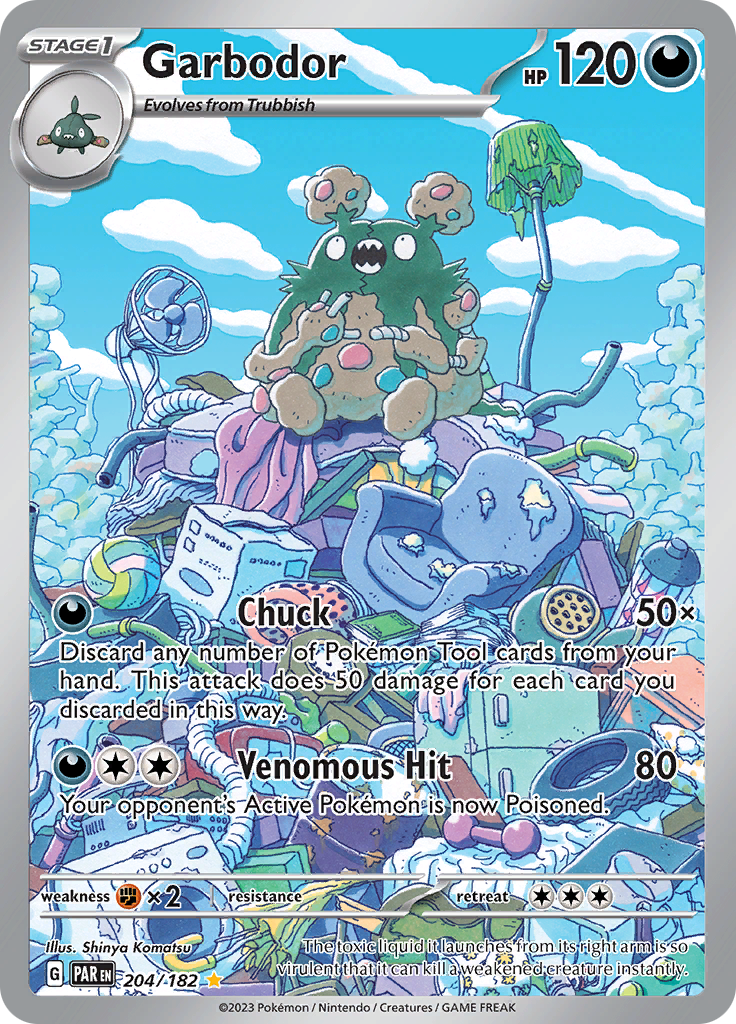 STAGE1
Garbodor
HP 120
Evolves from Trubbish
Chuck 50×
Discard any number of Pokémon Tool cards from your
hand. This attack does 50 damage for each card you
discarded in this way.
Venomous Hit 80
Your opponent's Active Pokémon is now Poisoned.
weakness ×2 resistance retreat
Illus. Shinya Komatsu
The toxic liquid it launches from its right arm is so
virulent that it can kill a weakened creature instantly.
G PAR EN 204/182
©2023 Pokémon / Nintendo / Creatures / GAME FREAK